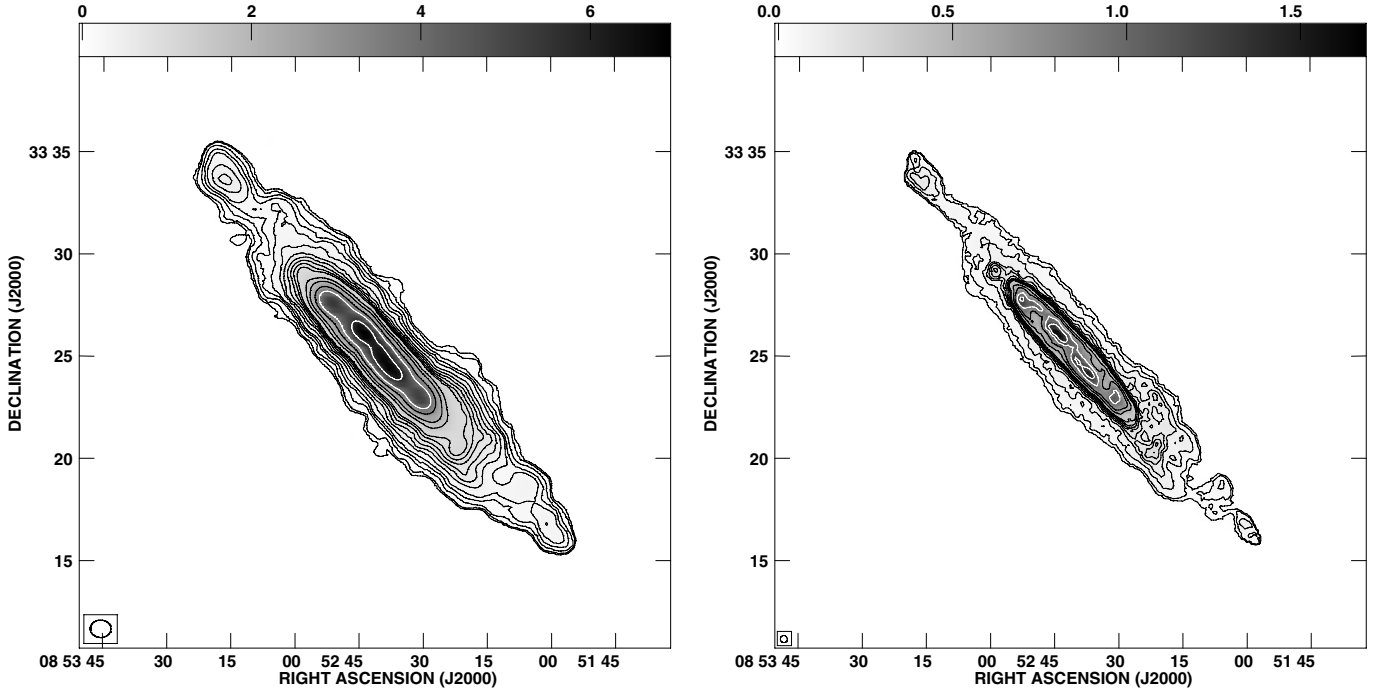 0 2 4 6
0.0 0.5 1.0 1.5
DECLINATION (J2000)
33 35
30
25
20
15
08 53 45 30 15 00 52 45 30 15 00 51 45
RIGHT ASCENSION (J2000)
DECLINATION (J2000)
33 35
30
25
20
15
08 53 45 30 15 00 52 45 30 15 00 51 45
RIGHT ASCENSION (J2000)